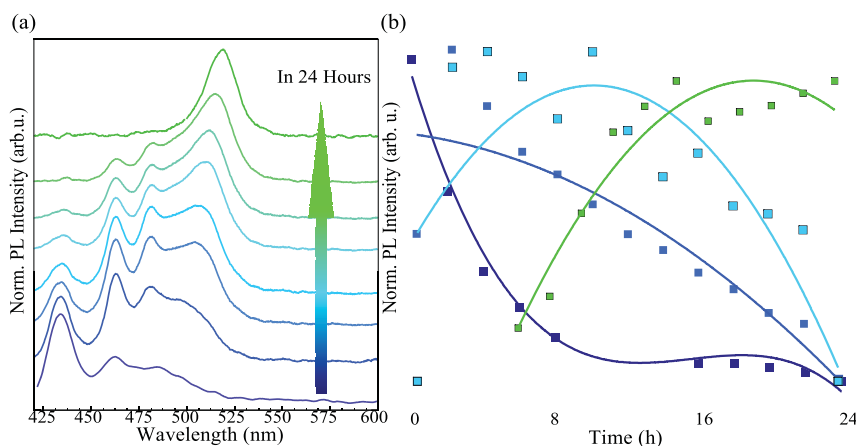 (a)
(b)
In 24 Hours
Norm. PL Intensity (arb.u.)
425 450 475 500 525 550 575 600
Wavelength (nm)
Norm. PL Intensity (arb.u.)
0 8 16 24
Time (h)